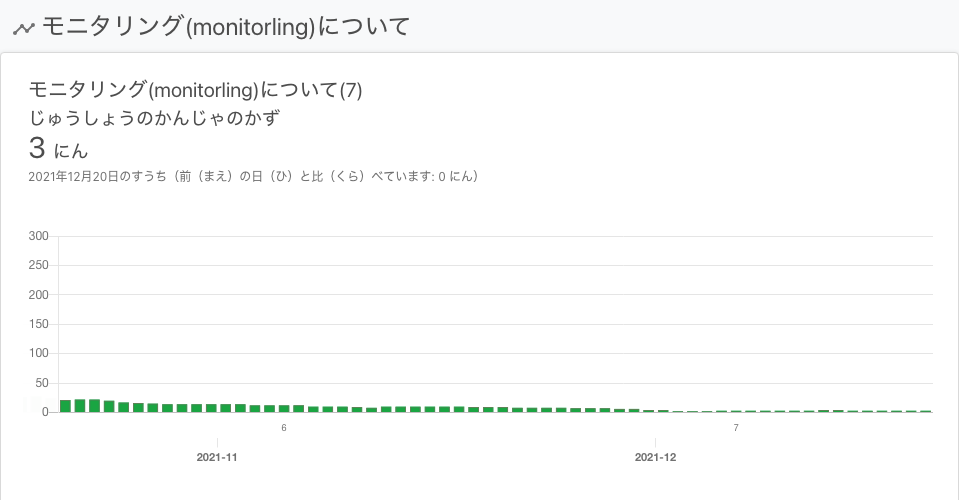 モニタリング(monitorling)について
モニタリング(monitorling)について(7)
じゅうしょうのかんじゃのかず
3 にん
2021年12月20日のすうち（前（まえ）の日（ひ）と比（くら）べています: 0 にん）
300
250
200
150
100
50
0
6 7
2021-11 2021-12